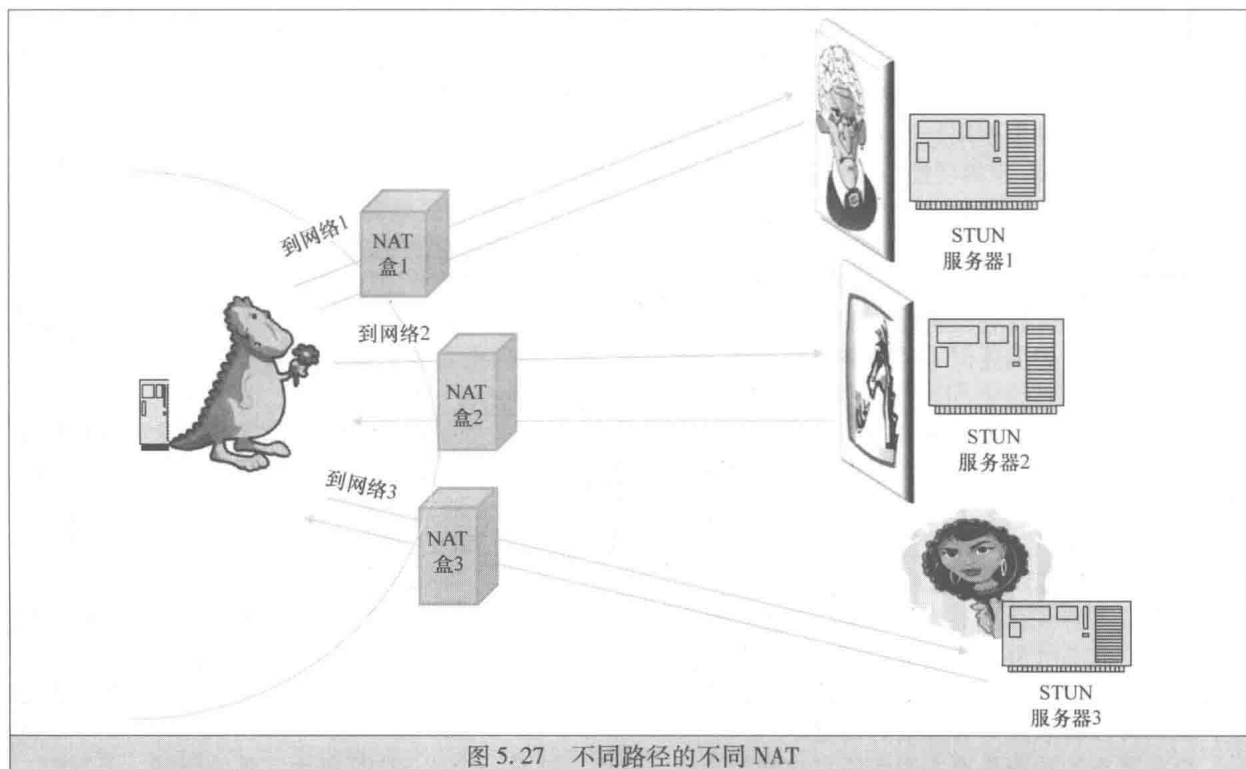 到网络1
NAT
盒1
STUN
服务器1
到网络2
NAT
盒2
STUN
服务器2
到网络3
NAT
盒3
STUN
服务器3
图 5.27 不同路径的不同 NAT